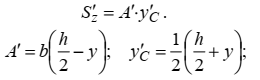 S′z = A′·y′C .
A′ = b(h/2 − y); y′C = 1/2(h/2 + y);